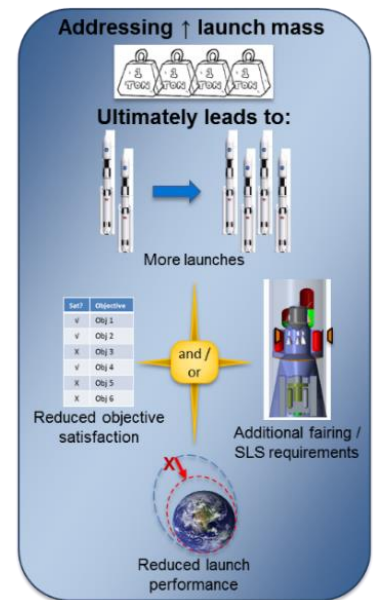 Addressing ↑ launch mass
1 TON 1 TON 1 TON 1 TON
Ultimately leads to:
More launches
Sat? Objective
√ Obj 1
√ Obj 2
X Obj 3
√ Obj 4
X Obj 5
X Obj 6
Reduced objective
satisfaction
and /
or
Additional fairing /
SLS requirements
X
Reduced launch
performance